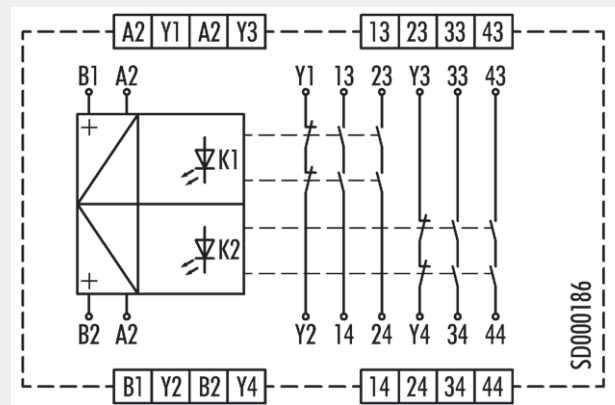 A2 Y1 A2 Y3 13 23 33 43
B1 A2 Y1 13 23 Y3 33 43
+ K1
K2
+
B2 A2 Y2 14 24 Y4 34 44
SD000186
B1 Y2 B2 Y4 14 24 34 44